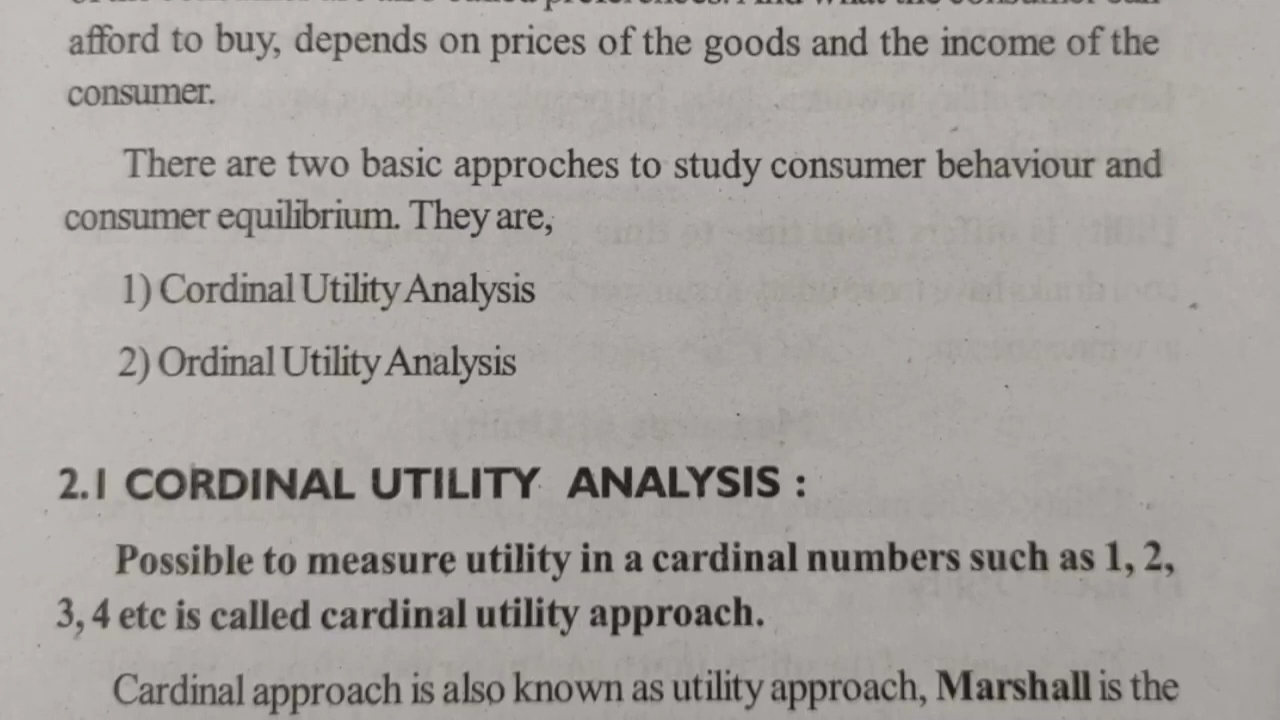 afford to buy, depends on prices of the goods and the income of the
consumer.
There are two basic approches to study consumer behaviour and
consumer equilibrium. They are,
1) Cordinal Utility Analysis
2) Ordinal Utility Analysis
2.1 CORDINAL UTILITY ANALYSIS :
Possible to measure utility in a cardinal numbers such as 1, 2,
3, 4 etc is called cardinal utility approach.
Cardinal approach is also known as utility approach, Marshall is the